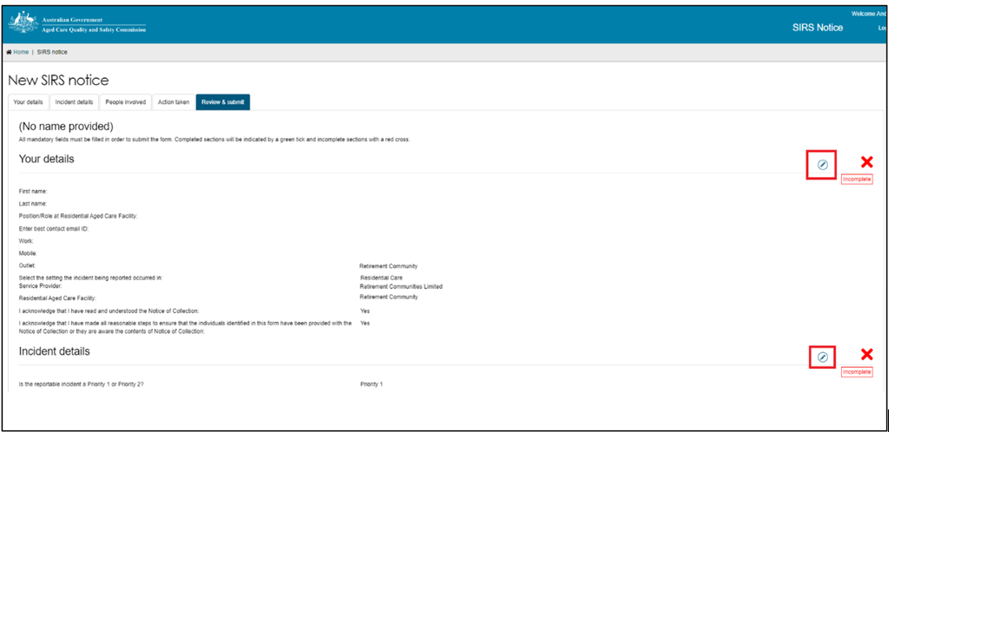 Australian Government
Aged Care Quality and Safety Commission
Welcome And
SIRS Notice
Lo
Home | SIRS notice
New SIRS notice
Your details
Incident details
People involved
Action taken
Review & submit
(No name provided)
All mandatory fields must be filled in order to submit the form. Completed sections will be indicated by a green tick and incomplete sections with a red cross.
Your details
Incomplete
First name:
Last name:
Position/Role at Residential Aged Care Facility:
Enter best contact email ID:
Work:
Mobile:
Outlet: Retirement Community
Select the setting the incident being reported occurred in: Residential Care
Service Provider: Retirement Communities Limited
Residential Aged Care Facility: Retirement Community
I acknowledge that I have read and understood the Notice of Collection: Yes
I acknowledge that I have made all reasonable steps to ensure that the individuals identified in this form have been provided with the Yes
Notice of Collection or they are aware the contents of Notice of Collection:
Incident details
Incomplete
Is the reportable incident a Priority 1 or Priority 2? Priority 1